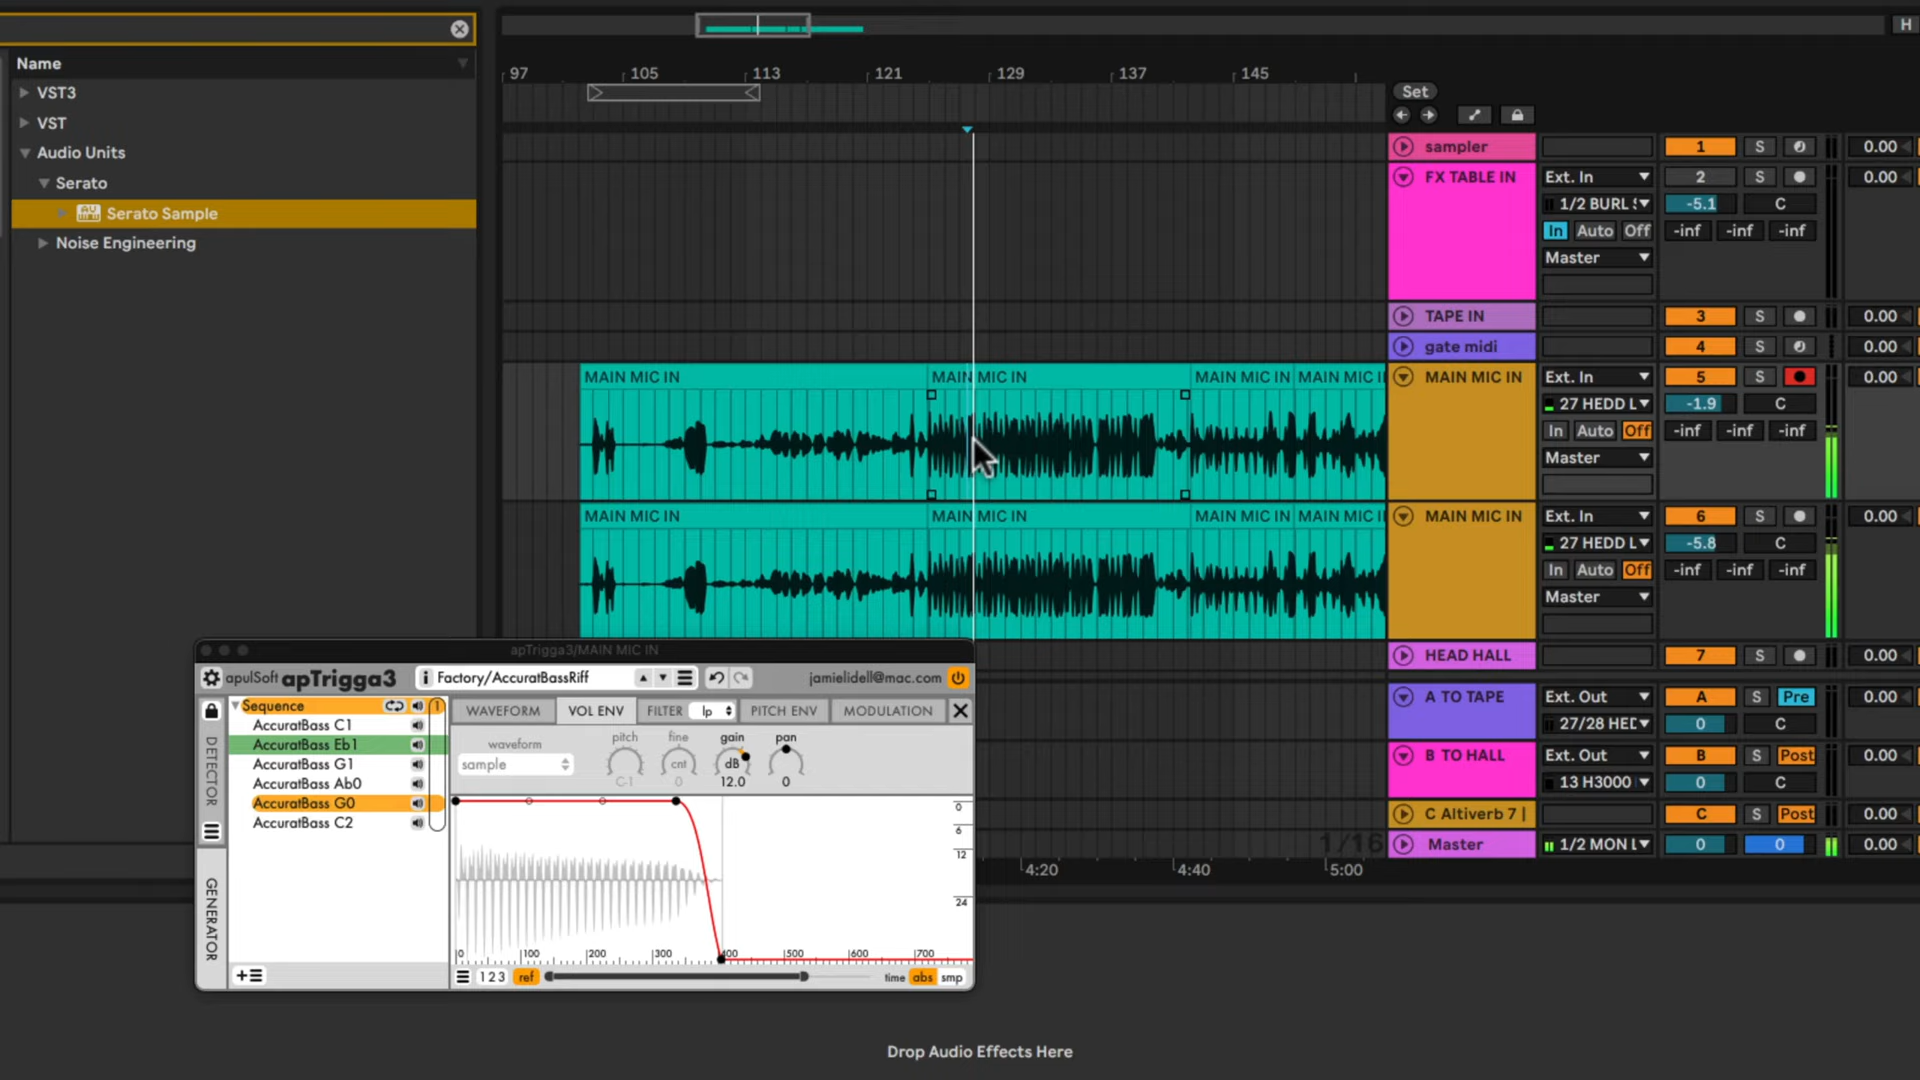 Name
VST3
VST
Audio Units
Serato
Serato Sample
Noise Engineering
97 105 113 121 129 137 145
H
Set
sampler 1 S 0.00
FX TABLE IN Ext. In 2 S 0.00
1/2 BURL -5.1 C
In Auto Off -inf -inf -inf
Master
TAPE IN 3 S 0.00
gate midi 4 S 0.00
MAIN MIC IN MAIN MIC IN MAIN MIC IN MAIN MIC I
MAIN MIC IN Ext. In 5 S 0.00
27 HEDD L -1.9 C
In Auto Off -inf -inf -inf
Master
MAIN MIC IN MAIN MIC IN MAIN MIC IN MAIN MIC I
MAIN MIC IN Ext. In 6 S 0.00
27 HEDD L -5.8 C
In Auto Off -inf -inf -inf
Master
HEAD HALL 7 S 0.00
A TO TAPE Ext. Out A S Pre
27/28 HED 0 C
B TO HALL Ext. Out B S Post
13 H3000 0 C
C Altiverb 7 | C S Post 0.00
1/16
Master 1/2 MON L 0 0 0.00
4:20 4:40 5:00
apTrigga3/MAIN MIC IN
apulSoft apTrigga3 i Factory/AccuratBassRiff jamielidell@mac.com
DETECTOR
GENERATOR
Sequence 1
AccuratBass C1
AccuratBass Eb1
AccuratBass G1
AccuratBass Ab0
AccuratBass G0
AccuratBass C2
WAVEFORM VOL ENV FILTER lp PITCH ENV MODULATION
waveform pitch fine gain pan
sample cnt dB
C-1 0 12.0 0
0
6
12
24
0 100 200 300 400 500 600 700
1 2 3 ref time abs smp
Drop Audio Effects Here